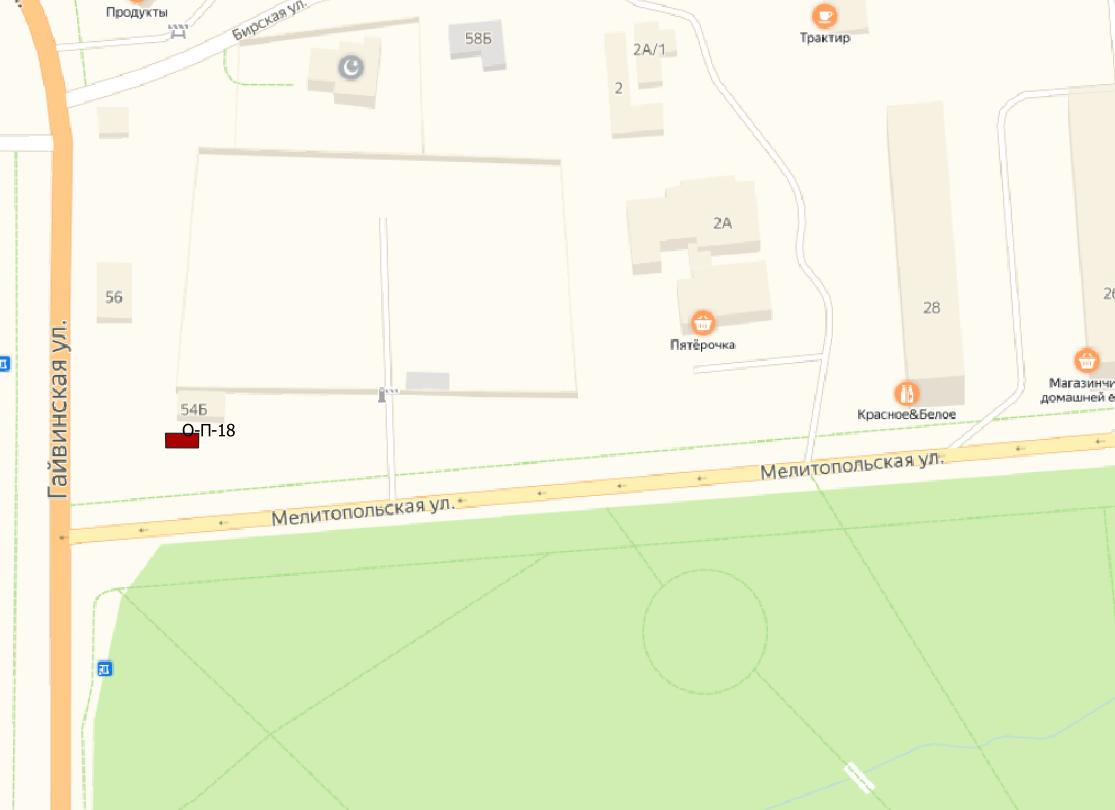 Продукты
Бирская ул.
58Б
2А/1
2
Трактир
2А
56
28
Пятёрочка
Магазинчи
домашней е
Красное&Белое
54Б
О-П-18
Гайвинская ул.
Мелитопольская ул.
Мелитопольская ул.